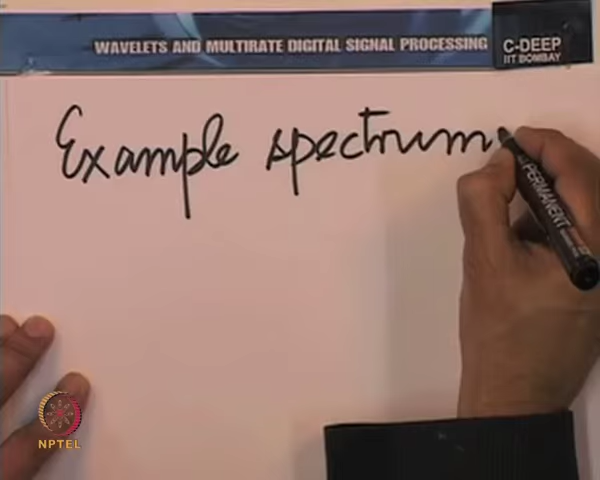 WAVELETS AND MULTIRATE DIGITAL SIGNAL PROCESSING
C-DEEP
IIT BOMBAY
Example spectrum
PERMANENT
NPTEL